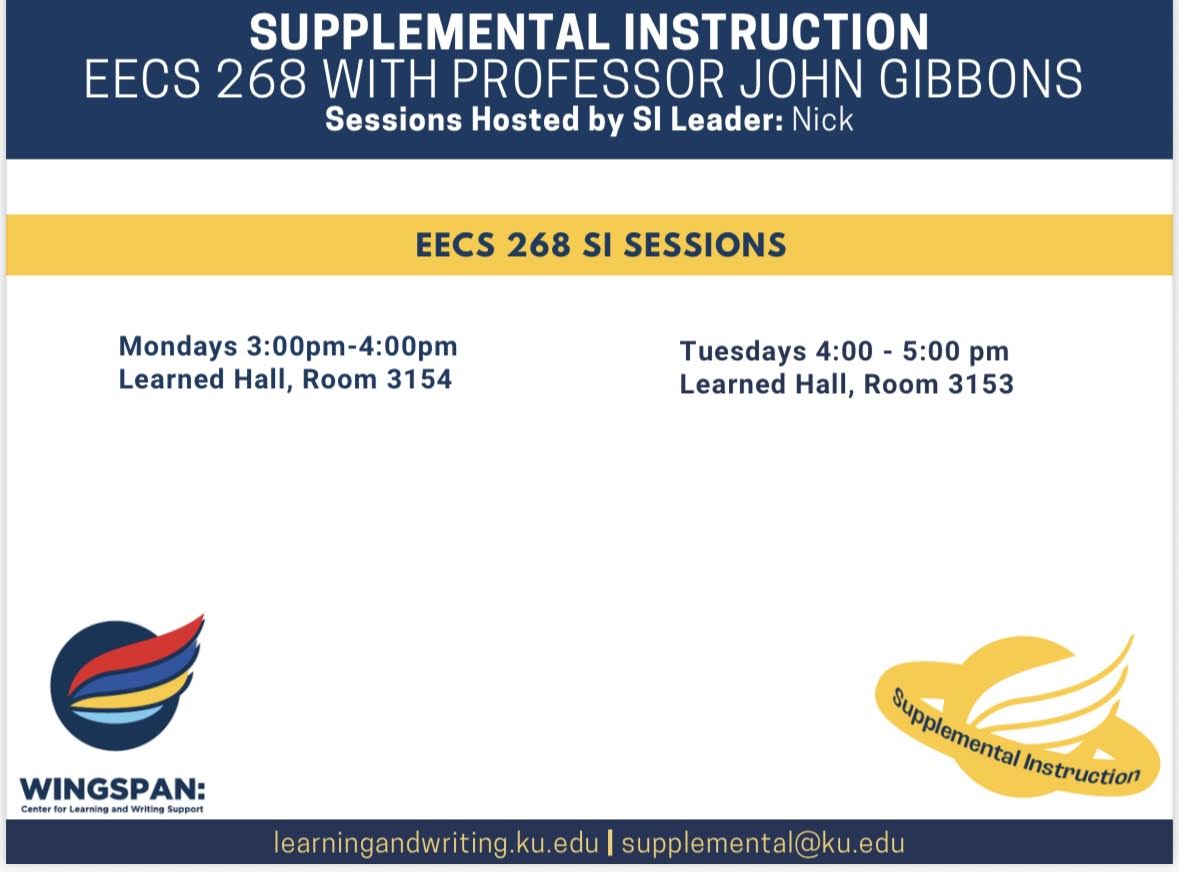 SUPPLEMENTAL INSTRUCTION
EECS 268 WITH PROFESSOR JOHN GIBBONS
Sessions Hosted by SI Leader: Nick
EECS 268 SI SESSIONS
Mondays 3:00pm-4:00pm
Learned Hall, Room 3154
Tuesdays 4:00 - 5:00 pm
Learned Hall, Room 3153
WINGSPAN:
Center for Learning and Writing Support
Supplemental Instruction
learningandwriting.ku.edu | supplemental@ku.edu